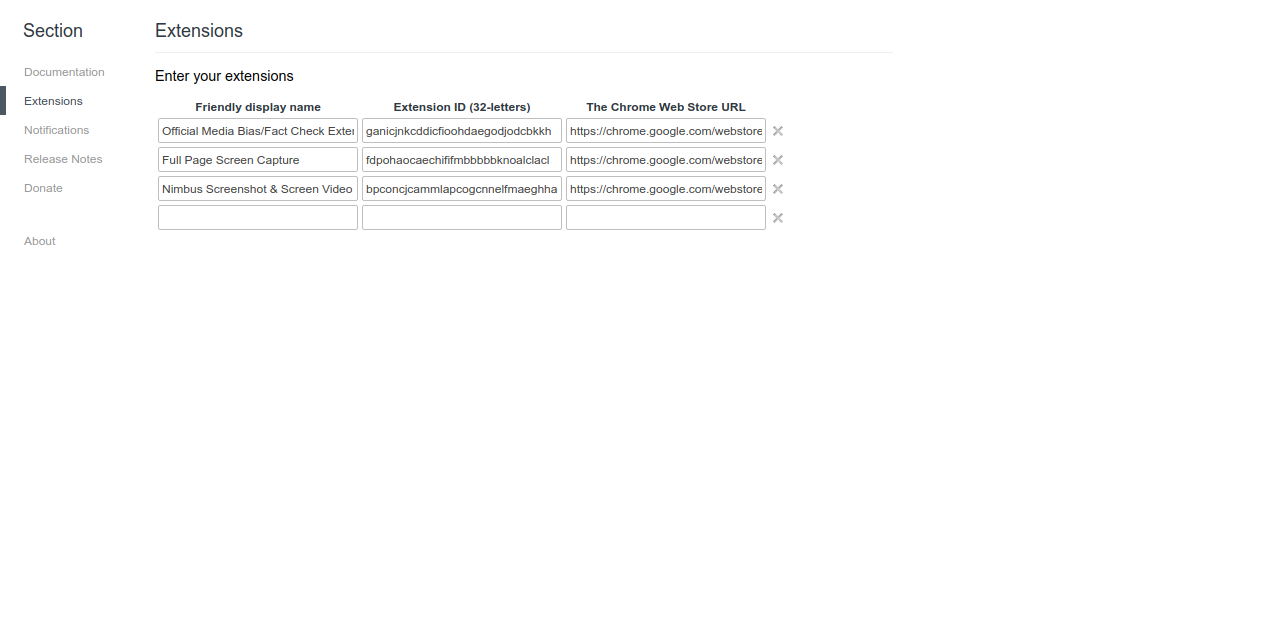 Section
Documentation
Extensions
Notifications
Release Notes
Donate
About
Extensions
Enter your extensions
Friendly display name Extension ID (32-letters) The Chrome Web Store URL
Official Media Bias/Fact Check Exter ganicjnkcddicfioohdaegodjodcbkkh https://chrome.google.com/webstore
Full Page Screen Capture fdpohaocaechififmbbbbbknoalclacl https://chrome.google.com/webstore
Nimbus Screenshot & Screen Video bpconcjcammlapcogcnnelfmaeghha https://chrome.google.com/webstore